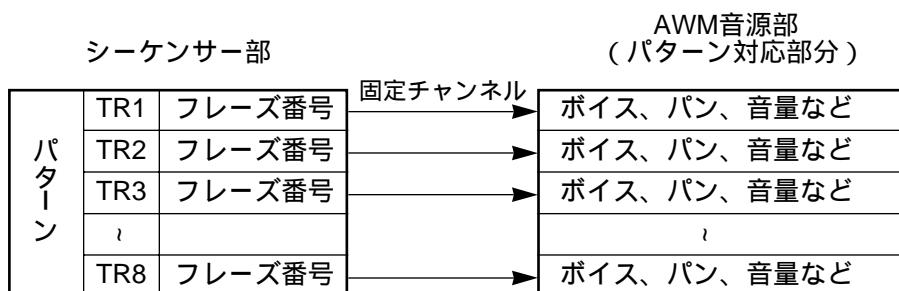 シーケンサー部
AWM音源部
（パターン対応部分）
固定チャンネル
パターン
TR1 フレーズ番号
ボイス、パン、音量など
TR2 フレーズ番号
ボイス、パン、音量など
TR3 フレーズ番号
ボイス、パン、音量など
~ ~
TR8 フレーズ番号
ボイス、パン、音量など